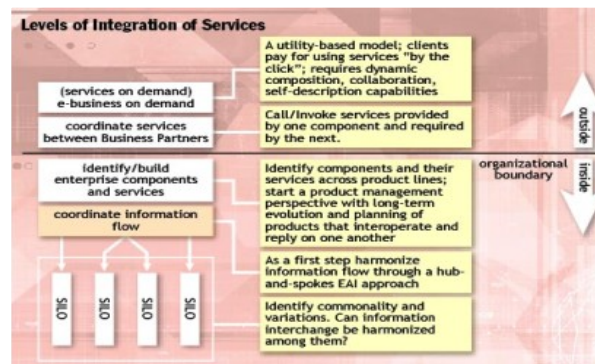 Levels of Integration of Services
A utility-based model; clients
pay for using services "by the
click"; requires dynamic
composition, collaboration,
self-description capabilities
(services on demand)
e-business on demand
Call/Invoke services provided
by one component and required
by the next.
coordinate services
between Business Partners
outside
organizational
boundary
inside
identify/build
enterprise components
and services
Identify components and their
services across product lines;
start a product management
perspective with long-term
evolution and planning of
products that interoperate and
reply on one another
coordinate information
flow
As a first step harmonize
information flow through a hub-
and-spokes EAI approach
SILO
SILO
SILO
SILO
Identify commonality and
variations. Can information
interchange be harmonized
among them?